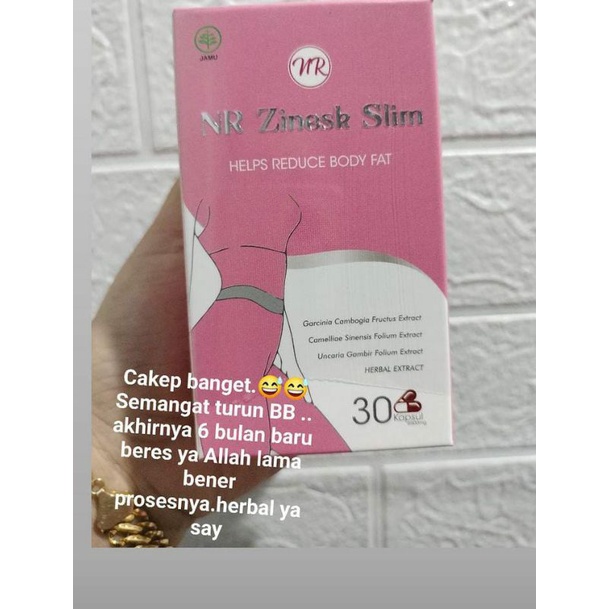 JAMU
NR
NR Zinesk Slim
HELPS REDUCE BODY FAT
Garcinia Cambogia Fructus Extract
Camelliae Sinensis Folium Extract
Uncaria Gambir Folium Extract
HERBAL EXTRACT
30 Kapsul
Cakep banget.😅😅
Semangat turun BB ..
akhirnya 6 bulan baru
beres ya Allah lama
bener
prosesnya.herbal ya
say